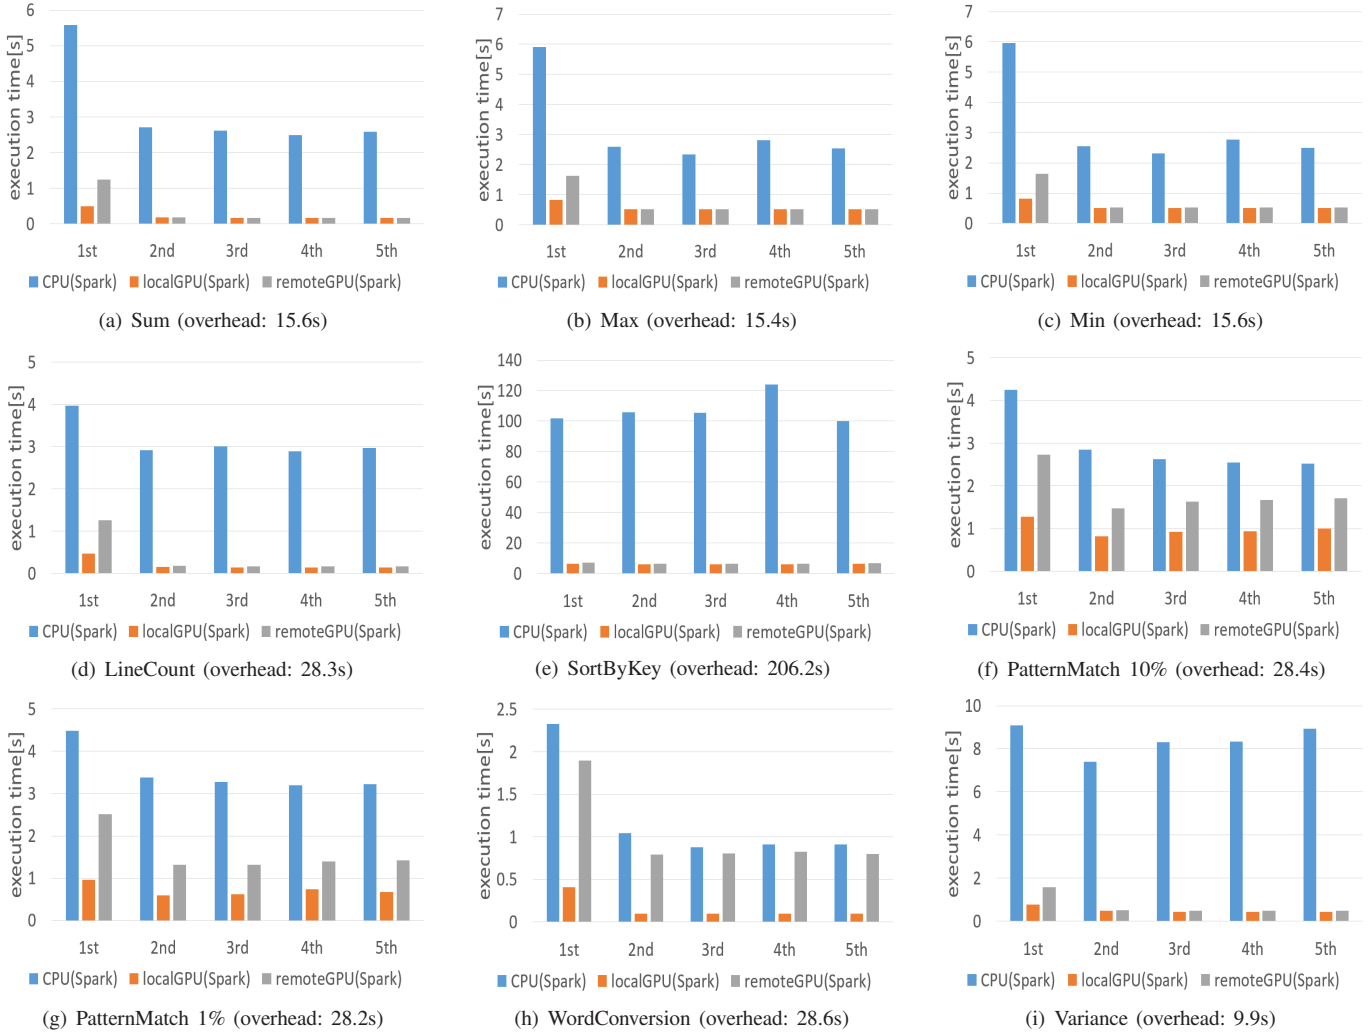 execution time[s]
6
5
4
3
2
1
0
1st 2nd 3rd 4th 5th
CPU(Spark) localGPU(Spark) remoteGPU(Spark)
(a) Sum (overhead: 15.6s)
execution time[s]
7
6
5
4
3
2
1
0
1st 2nd 3rd 4th 5th
CPU(Spark) localGPU(Spark) remoteGPU(Spark)
(b) Max (overhead: 15.4s)
execution time[s]
7
6
5
4
3
2
1
0
1st 2nd 3rd 4th 5th
CPU(Spark) localGPU(Spark) remoteGPU(Spark)
(c) Min (overhead: 15.6s)
execution time[s]
5
4
3
2
1
0
1st 2nd 3rd 4th 5th
CPU(Spark) localGPU(Spark) remoteGPU(Spark)
(d) LineCount (overhead: 28.3s)
execution time[s]
140
120
100
80
60
40
20
0
1st 2nd 3rd 4th 5th
CPU(Spark) localGPU(Spark) remoteGPU(Spark)
(e) SortByKey (overhead: 206.2s)
execution time[s]
5
4
3
2
1
0
1st 2nd 3rd 4th 5th
CPU(Spark) localGPU(Spark) remoteGPU(Spark)
(f) PatternMatch 10% (overhead: 28.4s)
execution time[s]
5
4
3
2
1
0
1st 2nd 3rd 4th 5th
CPU(Spark) localGPU(Spark) remoteGPU(Spark)
(g) PatternMatch 1% (overhead: 28.2s)
execution time[s]
2.5
2
1.5
1
0.5
0
1st 2nd 3rd 4th 5th
CPU(Spark) localGPU(Spark) remoteGPU(Spark)
(h) WordConversion (overhead: 28.6s)
execution time[s]
10
8
6
4
2
0
1st 2nd 3rd 4th 5th
CPU(Spark) localGPU(Spark) remoteGPU(Spark)
(i) Variance (overhead: 9.9s)